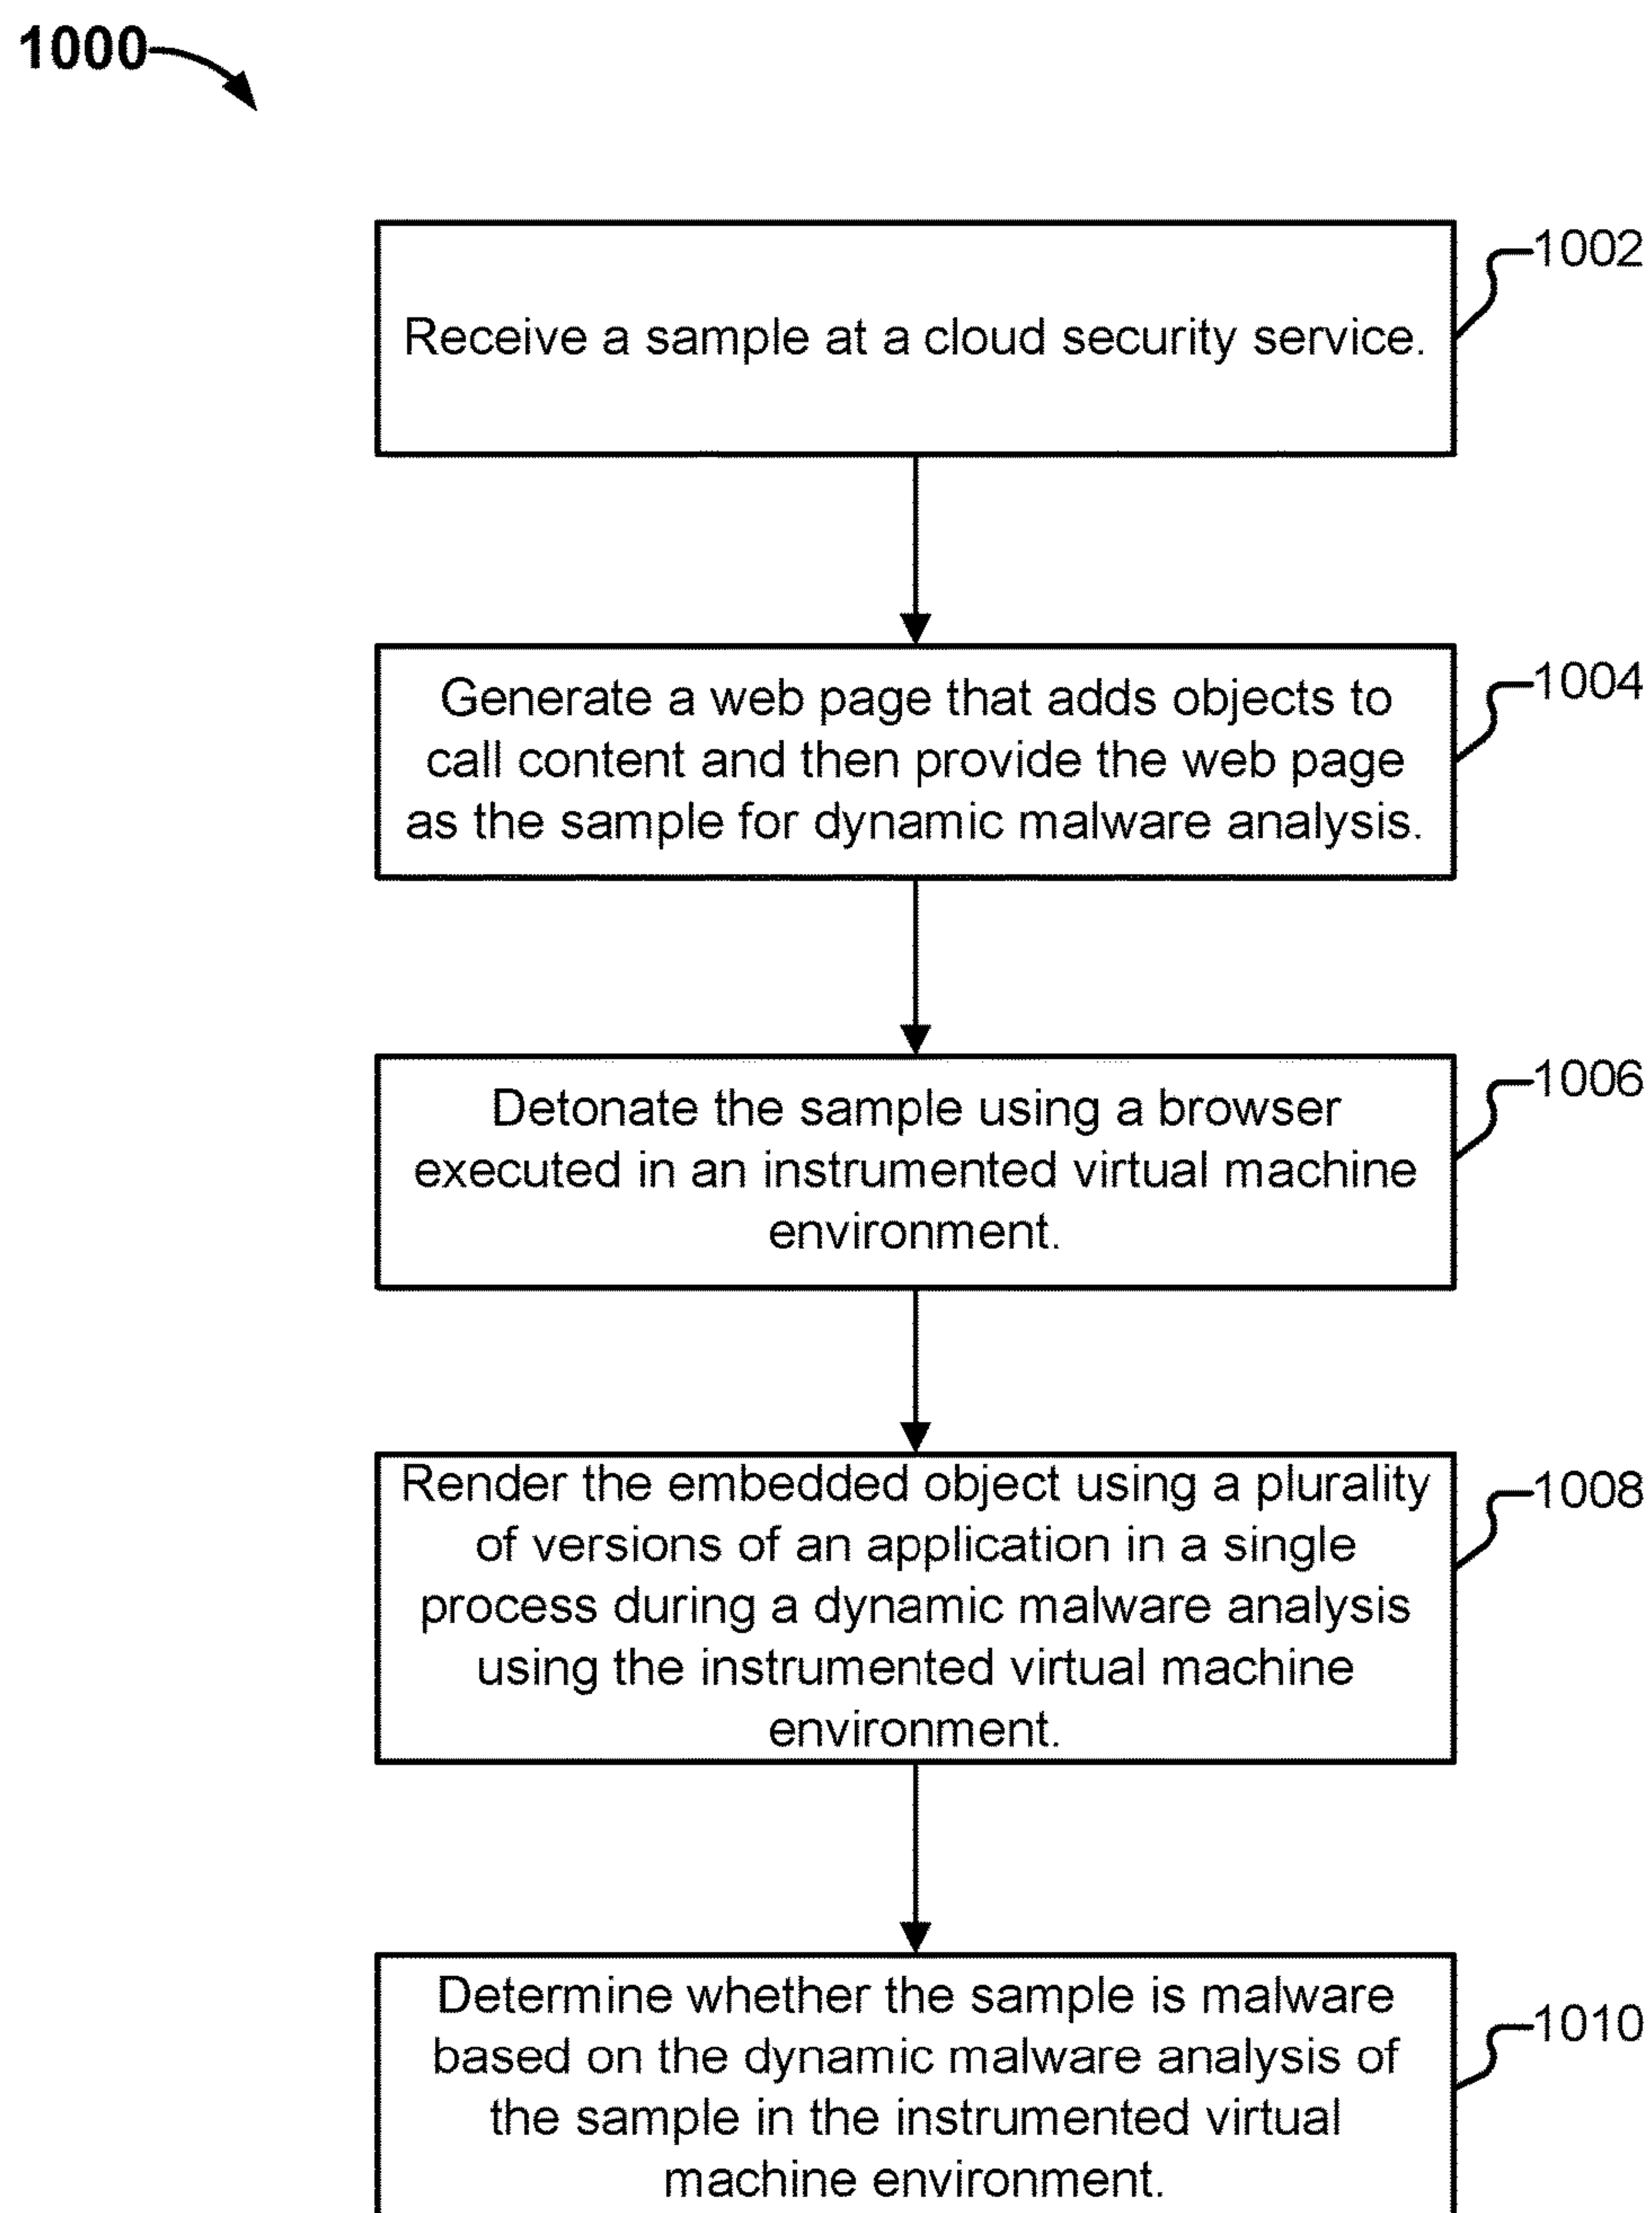 1000
1002
Receive a sample at a cloud security service.
1004
Generate a web page that adds objects to
call content and then provide the web page
as the sample for dynamic malware analysis.
1006
Detonate the sample using a browser
executed in an instrumented virtual machine
environment.
1008
Render the embedded object using a plurality
of versions of an application in a single
process during a dynamic malware analysis
using the instrumented virtual machine
environment.
1010
Determine whether the sample is malware
based on the dynamic malware analysis of
the sample in the instrumented virtual
machine environment.